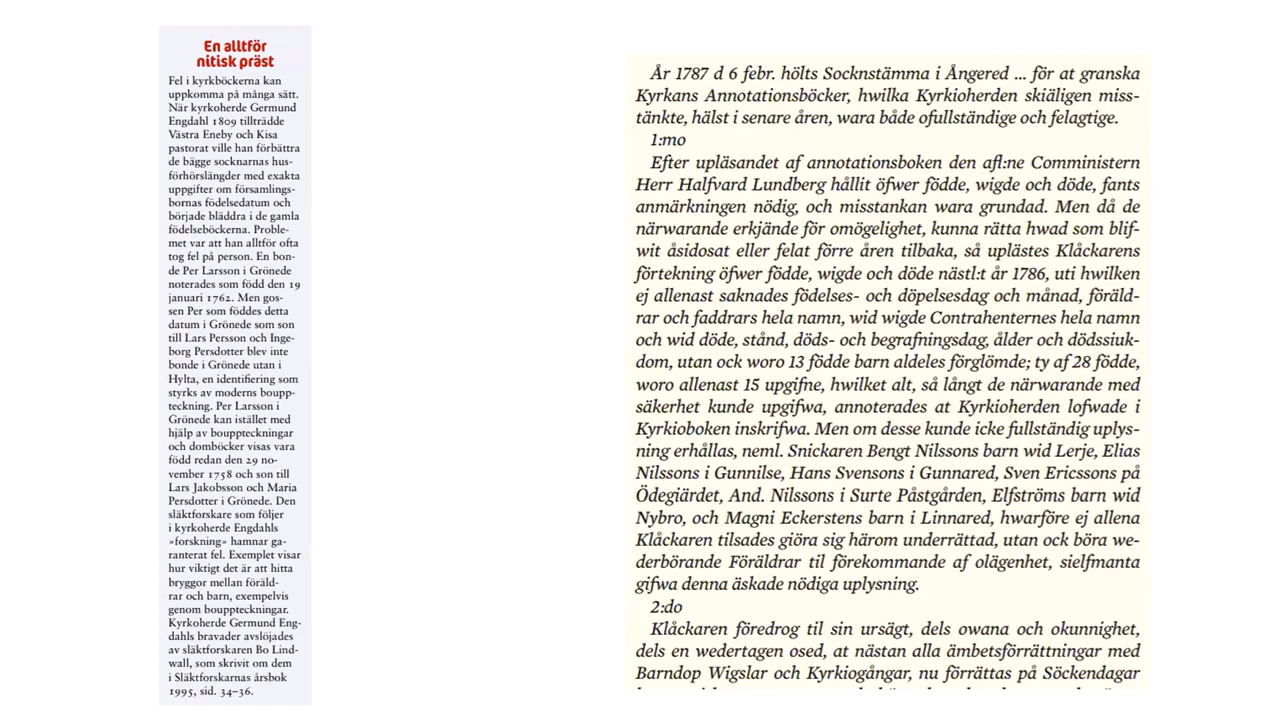 En alltför
nitisk präst
Fel i kyrkböckerna kan
uppkomma på många sätt.
När kyrkoherde Germund
Engdahl 1809 tillträdde
Västra Eneby och Kisa
pastorat ville han förbättra
de bägge socknarnas hus-
förhörslängder med exakta
uppgifter om församlings-
bornas födelsedatum och
började bläddra i de gamla
födelseböckerna. Proble-
met var att han alltför ofta
tog fel på person. En bon-
de Per Larsson i Grönede
noterades som född den 19
januari 1762. Men gos-
sen Per som föddes detta
datum i Grönede som son
till Lars Persson och Inge-
borg Persdotter blev inte
bonde i Grönede utan i
Hylta, en identifiering som
styrks av moderns boupp-
teckning. Per Larsson i
Grönede kan istället med
hjälp av bouppteckningar
och domböcker visas vara
född redan den 29 no-
vember 1758 och son till
Lars Jakobsson och Maria
Persdotter i Grönede. Den
släktforskare som följer
i kyrkoherde Engdahls
»forskning» hamnar ga-
ranterat fel. Exemplet visar
hur viktigt det är att hitta
bryggor mellan föräld-
rar och barn, exempelvis
genom bouppteckningar.
Kyrkoherde Germund Eng-
dahls bravader avslöjades
av släktforskaren Bo Lind-
wall, som skrivit om dem
i Släktforskarnas årsbok
1995, sid. 34–36.
År 1787 d 6 febr. hölts Socknstämma i Ångered ... för at granska
Kyrkans Annotationsböcker, hwilka Kyrkioherden skiäligen miss-
tänkte, hälst i senare åren, wara både ofullständige och felagtige.
1:mo
Efter upläsandet af annotationsboken den afl:ne Comministern
Herr Halfvard Lundberg hållit öfwer födde, wigde och döde, fants
anmärkningen nödig, och misstankan wara grundad. Men då de
närwarande erkjände för omögelighet, kunna rätta hwad som blif-
wit åsidosat eller felat förre åren tilbaka, så uplästes Klåckarens
förtekning öfwer födde, wigde och döde nästl:t år 1786, uti hwilken
ej allenast saknades födelses- och döpelsesdag och månad, föräld-
rar och faddrars hela namn, wid wigde Contrahenternes hela namn
och wid döde, stånd, döds- och begrafningsdag, ålder och dödssiuk-
dom, utan ock woro 13 födde barn aldeles förglömde; ty af 28 födde,
woro allenast 15 upgifne, hwilket alt, så långt de närwarande med
säkerhet kunde upgifwa, annoterades at Kyrkioherden lofwade i
Kyrkioboken inskrifwa. Men om desse kunde icke fullständig uplys-
ning erhållas, neml. Snickaren Bengt Nilssons barn wid Lerje, Elias
Nilssons i Gunnilse, Hans Svensons i Gunnared, Sven Ericssons på
Ödegiärdet, And. Nilssons i Surte Påstgården, Elfströms barn wid
Nybro, och Magni Eckerstens barn i Linnared, hwarföre ej allena
Klåckaren tilsades giöra sig härom underrättad, utan ock böra we-
derbörande Föräldrar til förekommande af olägenhet, sielfmanta
gifwa denna äskade nödiga uplysning.
2:do
Klåckaren föredrog til sin ursägt, dels owana och okunnighet,
dels en wedertagen osed, at nästan alla ämbetsförrättningar med
Barndop Wigslar och Kyrkiogångar, nu förrättas på Söckendagar